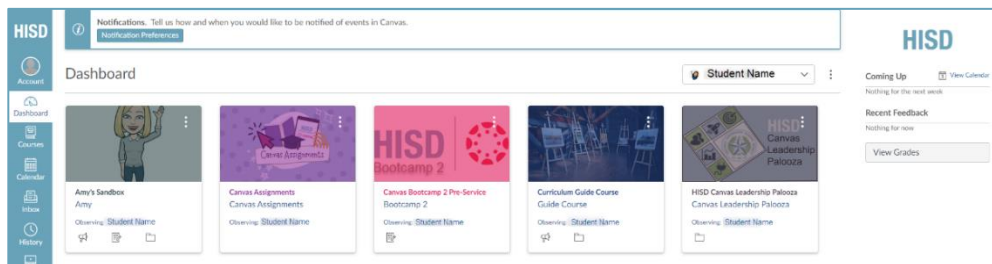 HISD
Account
Dashboard
Courses
Calendar
Inbox
History
Notifications. Tell us how and when you would like to be notified of events in Canvas.
Notification Preferences
Dashboard
Student Name
Amy's Sandbox
Amy
Observing: Student Name
Canvas Assignments
Canvas Assignments
Canvas Assignments
Observing: Student Name
HISD
Bootcamp 2
Canvas Bootcamp 2 Pre-Service
Bootcamp 2
Observing: Student Name
Curriculum Guide Course
Guide Course
Observing: Student Name
HISD
Canvas
Leadership
Palooza
HISD Canvas Leadership Palooza
Canvas Leadership Palooza
Observing: Student Name
HISD
Coming Up
View Calendar
Nothing for the next week
Recent Feedback
Nothing for now
View Grades